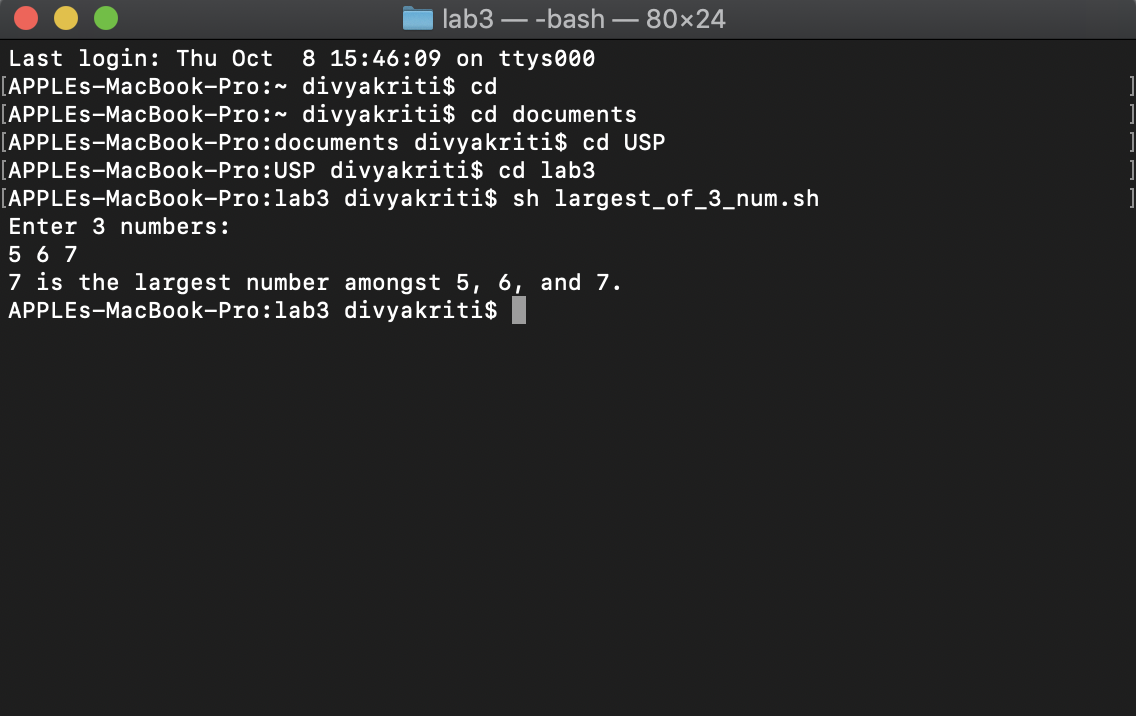 lab3 — -bash — 80×24
Last login: Thu Oct  8 15:46:09 on ttys000
[APPLEs-MacBook-Pro:~ divyakriti$ cd ]
[APPLEs-MacBook-Pro:~ divyakriti$ cd documents ]
[APPLEs-MacBook-Pro:documents divyakriti$ cd USP ]
[APPLEs-MacBook-Pro:USP divyakriti$ cd lab3 ]
[APPLEs-MacBook-Pro:lab3 divyakriti$ sh largest_of_3_num.sh ]
Enter 3 numbers:
5 6 7
7 is the largest number amongst 5, 6, and 7.
APPLEs-MacBook-Pro:lab3 divyakriti$